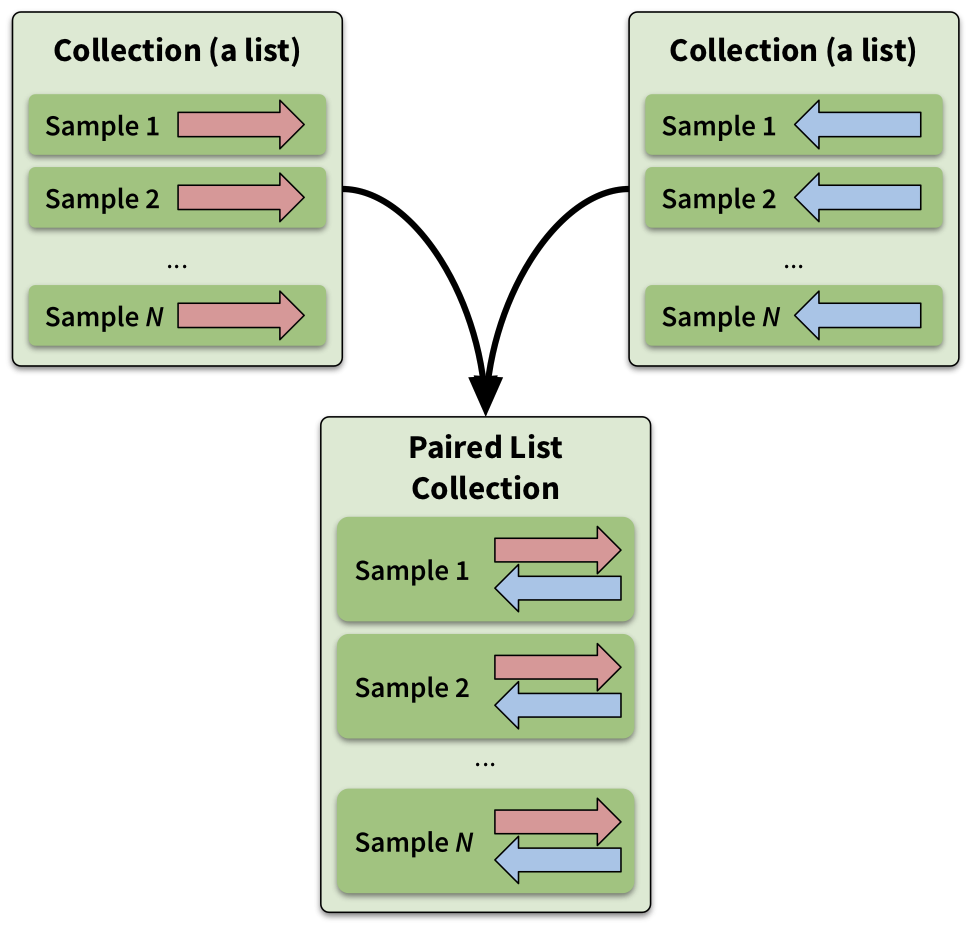 Collection (a list)
Sample 1
Sample 2
...
Sample N
Collection (a list)
Sample 1
Sample 2
...
Sample N
Paired List
Collection
Sample 1
Sample 2
...
Sample N